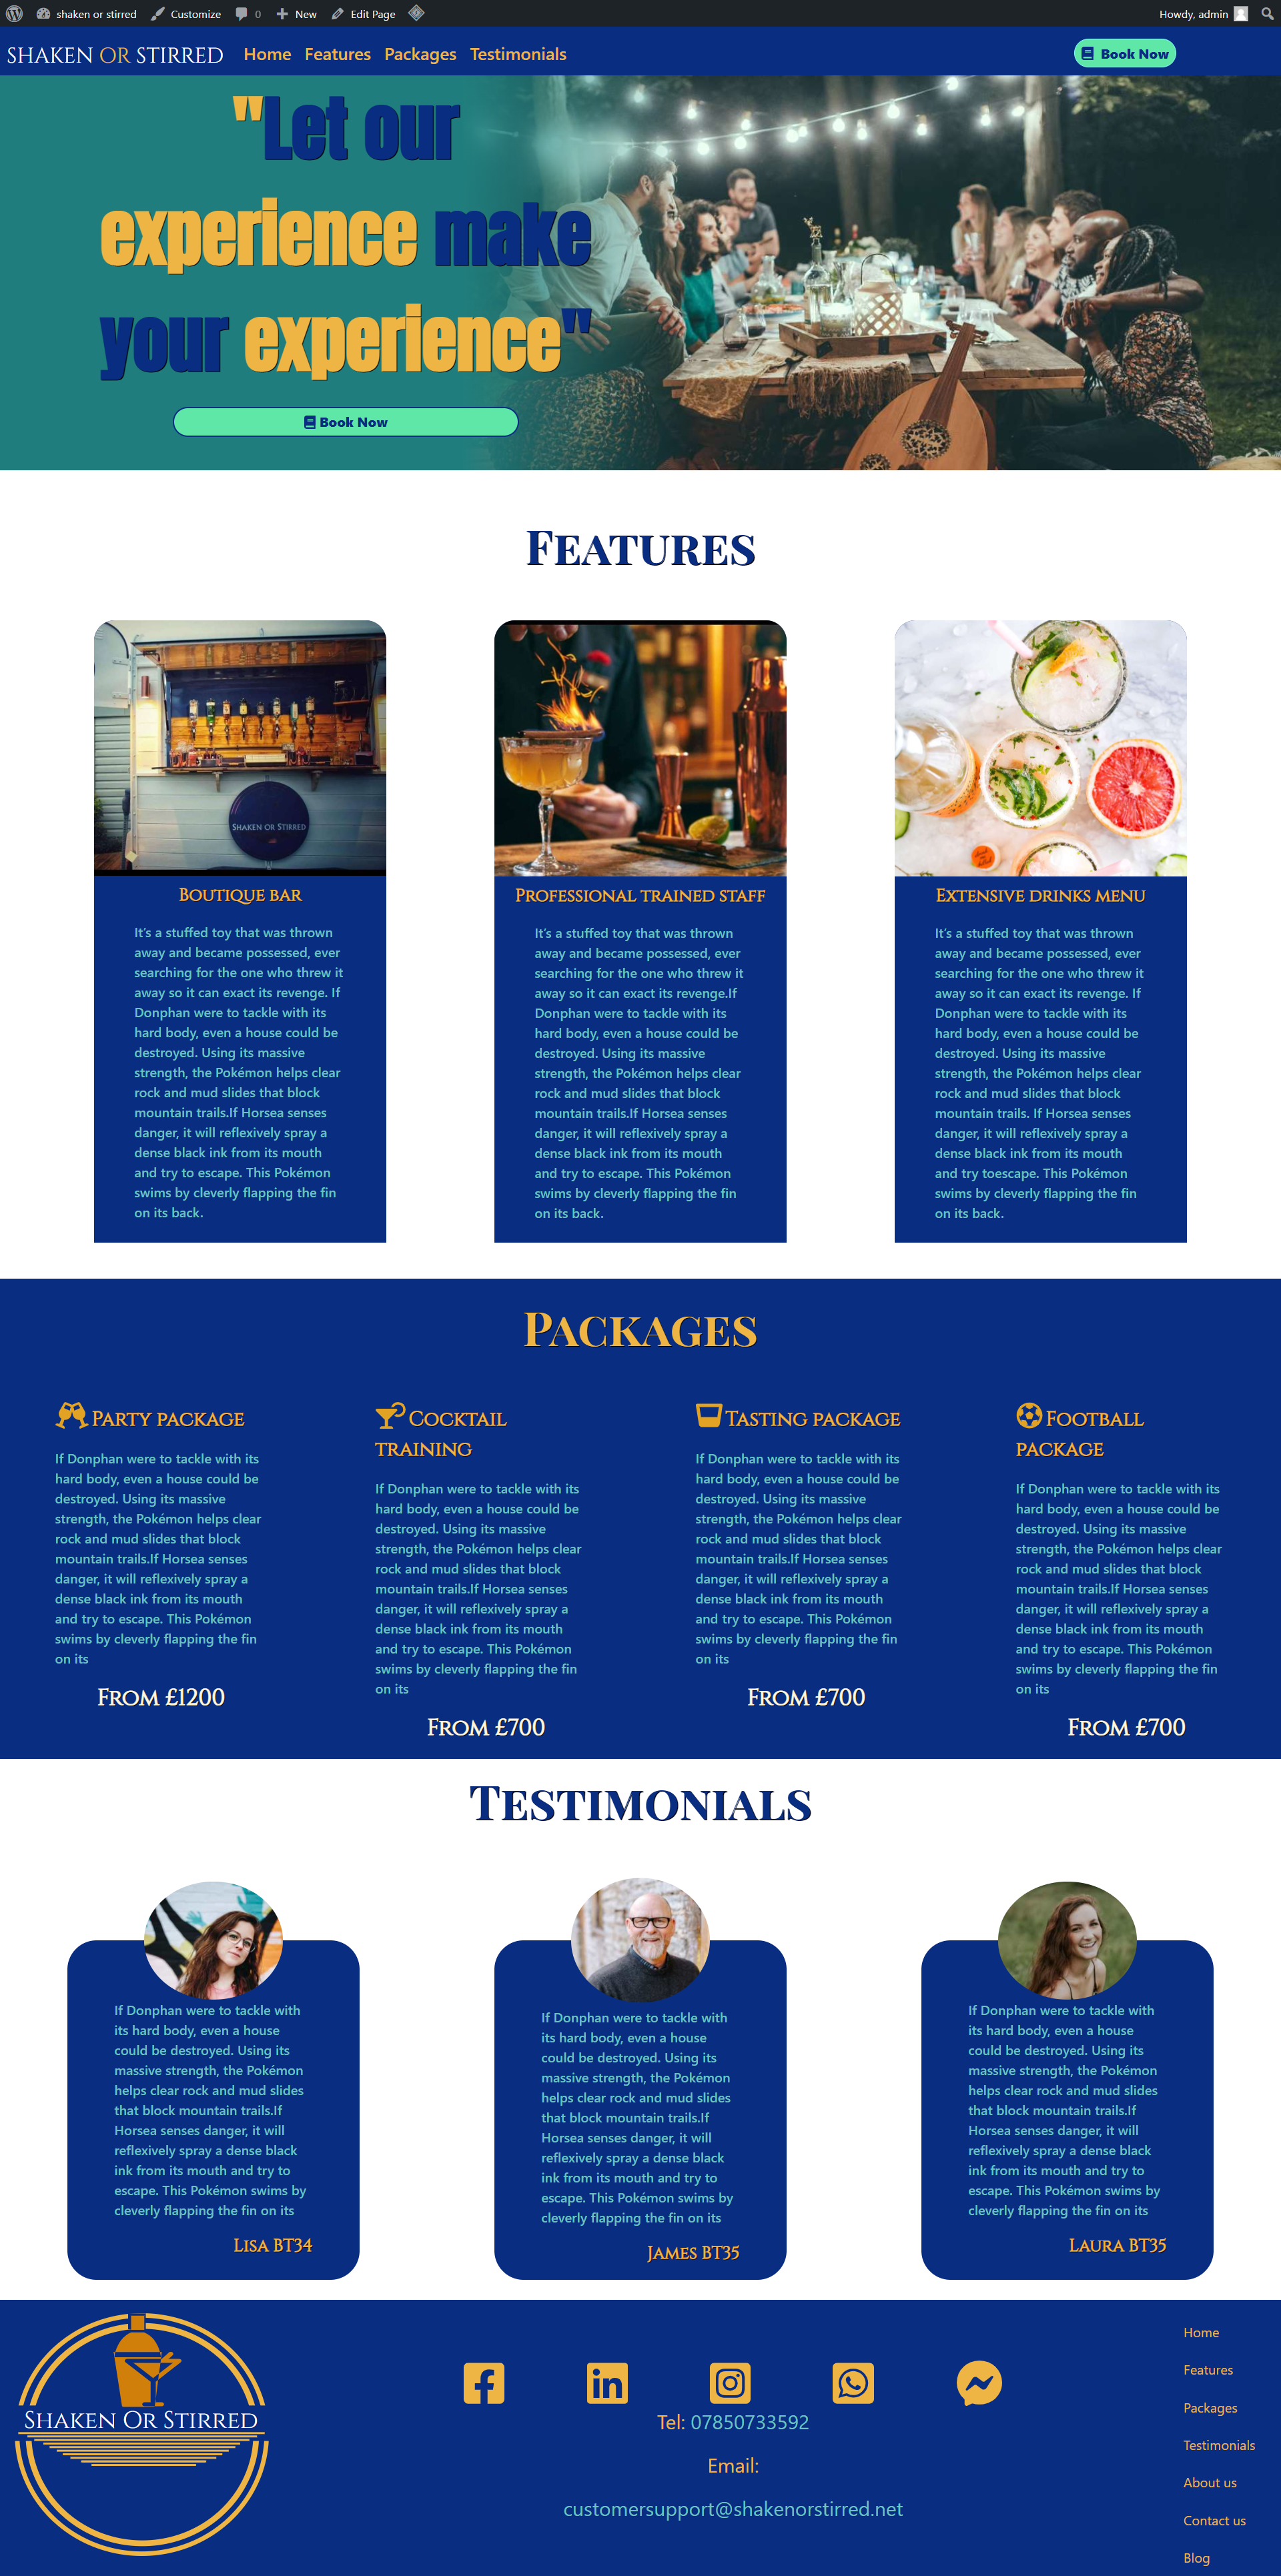 shaken or stirred Customize 0 New Edit Page Howdy, admin
SHAKEN OR STIRRED Home Features Packages Testimonials Book Now
"Let our
experience make
your experience"
Book Now
Features
SHAKEN OR STIRRED
Boutique bar
It's a stuffed toy that was thrown
away and became possessed, ever
searching for the one who threw it
away so it can exact its revenge. If
Donphan were to tackle with its
hard body, even a house could be
destroyed. Using its massive
strength, the Pokémon helps clear
rock and mud slides that block
mountain trails.If Horsea senses
danger, it will reflexively spray a
dense black ink from its mouth
and try to escape. This Pokémon
swims by cleverly flapping the fin
on its back.
Professional trained staff
It's a stuffed toy that was thrown
away and became possessed, ever
searching for the one who threw it
away so it can exact its revenge.If
Donphan were to tackle with its
hard body, even a house could be
destroyed. Using its massive
strength, the Pokémon helps clear
rock and mud slides that block
mountain trails.If Horsea senses
danger, it will reflexively spray a
dense black ink from its mouth
and try to escape. This Pokémon
swims by cleverly flapping the fin
on its back.
Extensive drinks menu
It's a stuffed toy that was thrown
away and became possessed, ever
searching for the one who threw it
away so it can exact its revenge. If
Donphan were to tackle with its
hard body, even a house could be
destroyed. Using its massive
strength, the Pokémon helps clear
rock and mud slides that block
mountain trails. If Horsea senses
danger, it will reflexively spray a
dense black ink from its mouth
and try toescape. This Pokémon
swims by cleverly flapping the fin
on its back.
Packages
Party package
If Donphan were to tackle with its
hard body, even a house could be
destroyed. Using its massive
strength, the Pokémon helps clear
rock and mud slides that block
mountain trails.If Horsea senses
danger, it will reflexively spray a
dense black ink from its mouth
and try to escape. This Pokémon
swims by cleverly flapping the fin
on its
From £1200
Cocktail
training
If Donphan were to tackle with its
hard body, even a house could be
destroyed. Using its massive
strength, the Pokémon helps clear
rock and mud slides that block
mountain trails.If Horsea senses
danger, it will reflexively spray a
dense black ink from its mouth
and try to escape. This Pokémon
swims by cleverly flapping the fin
on its
From £700
Tasting package
If Donphan were to tackle with its
hard body, even a house could be
destroyed. Using its massive
strength, the Pokémon helps clear
rock and mud slides that block
mountain trails.If Horsea senses
danger, it will reflexively spray a
dense black ink from its mouth
and try to escape. This Pokémon
swims by cleverly flapping the fin
on its
From £700
Football
package
If Donphan were to tackle with its
hard body, even a house could be
destroyed. Using its massive
strength, the Pokémon helps clear
rock and mud slides that block
mountain trails.If Horsea senses
danger, it will reflexively spray a
dense black ink from its mouth
and try to escape. This Pokémon
swims by cleverly flapping the fin
on its
From £700
Testimonials
If Donphan were to tackle with
its hard body, even a house
could be destroyed. Using its
massive strength, the Pokémon
helps clear rock and mud slides
that block mountain trails.If
Horsea senses danger, it will
reflexively spray a dense black
ink from its mouth and try to
escape. This Pokémon swims by
cleverly flapping the fin on its
Lisa BT34
If Donphan were to tackle with
its hard body, even a house
could be destroyed. Using its
massive strength, the Pokémon
helps clear rock and mud slides
that block mountain trails.If
Horsea senses danger, it will
reflexively spray a dense black
ink from its mouth and try to
escape. This Pokémon swims by
cleverly flapping the fin on its
James BT35
If Donphan were to tackle with
its hard body, even a house
could be destroyed. Using its
massive strength, the Pokémon
helps clear rock and mud slides
that block mountain trails.If
Horsea senses danger, it will
reflexively spray a dense black
ink from its mouth and try to
escape. This Pokémon swims by
cleverly flapping the fin on its
Laura BT35
Shaken Or Stirred
Tel: 07850733592
Email:
customersupport@shakenorstirred.net
Home
Features
Packages
Testimonials
About us
Contact us
Blog